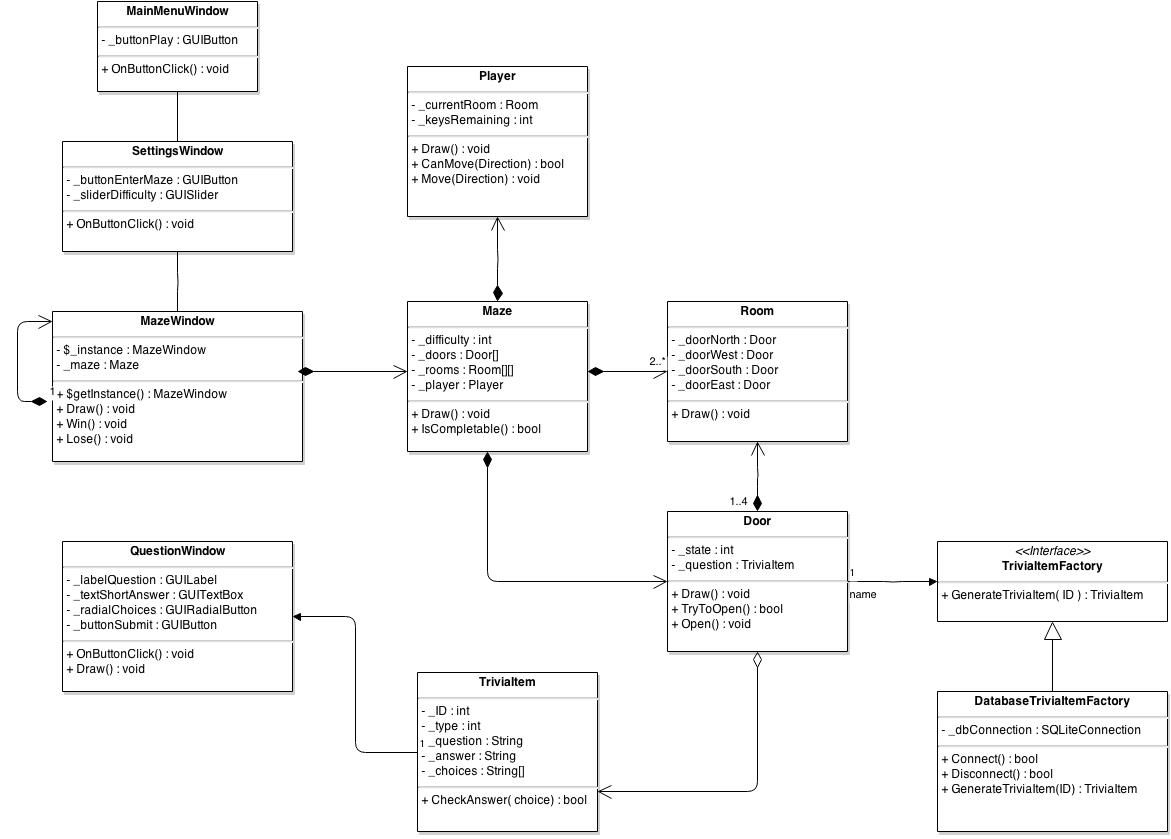 MainMenuWindow
- _buttonPlay : GUIButton
+ OnButtonClick() : void
SettingsWindow
- _buttonEnterMaze : GUIButton
- _sliderDifficulty : GUISlider
+ OnButtonClick() : void
MazeWindow
- $_instance : MazeWindow
- _maze : Maze
1
+ $getInstance() : MazeWindow
+ Draw() : void
+ Win() : void
+ Lose() : void
Player
- _currentRoom : Room
- _keysRemaining : int
+ Draw() : void
+ CanMove(Direction) : bool
+ Move(Direction) : void
Maze
- _difficulty : int
- _doors : Door[]
- _rooms : Room[][]
- _player : Player
+ Draw() : void
+ IsCompletable() : bool
2..*
Room
- _doorNorth : Door
- _doorWest : Door
- _doorSouth : Door
- _doorEast : Door
+ Draw() : void
1..4
Door
- _state : int
- _question : TriviaItem
+ Draw() : void
+ TryToOpen() : bool
+ Open() : void
1
name
<<Interface>>
TriviaItemFactory
+ GenerateTriviaItem( ID ) : TriviaItem
QuestionWindow
- _labelQuestion : GUILabel
- _textShortAnswer : GUITextBox
- _radialChoices : GUIRadialButton
- _buttonSubmit : GUIButton
+ OnButtonClick() : void
+ Draw() : void
TriviaItem
- _ID : int
- _type : int
1 _question : String
- _answer : String
- _choices : String[]
+ CheckAnswer( choice) : bool
DatabaseTriviaItemFactory
- _dbConnection : SQLiteConnection
+ Connect() : bool
+ Disconnect() : bool
+ GenerateTriviaItem(ID) : TriviaItem